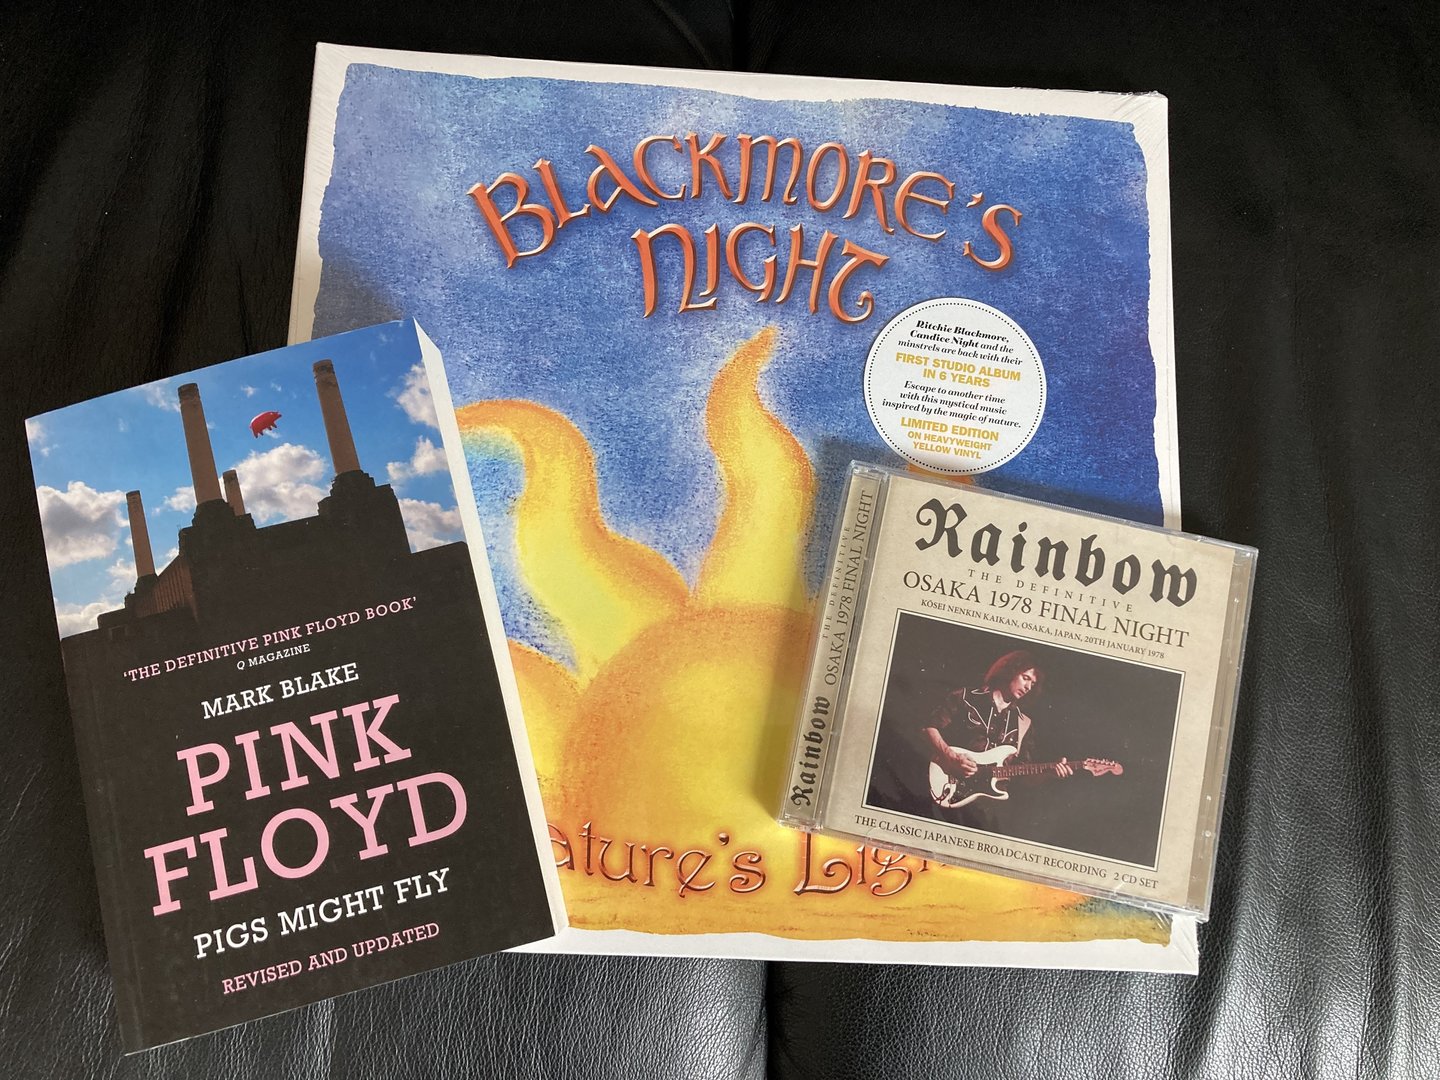 BLACKMORE'S
NIGHT
Ritchie Blackmore,
Candice Night and the
minstrels are back with their
FIRST STUDIO ALBUM
IN 6 YEARS
Escape to another time
with this mystical music
inspired by the magic of nature.
LIMITED EDITION
ON HEAVYWEIGHT
YELLOW VINYL
ature's Lig
'THE DEFINITIVE PINK FLOYD BOOK'
Q MAGAZINE
MARK BLAKE
PINK
FLOYD
PIGS MIGHT FLY
REVISED AND UPDATED
Rainbow THE DEFINITIVE OSAKA 1978 FINAL NIGHT
Rainbow
THE DEFINITIVE
OSAKA 1978 FINAL NIGHT
KŌSEI NENKIN KAIKAN, OSAKA, JAPAN, 20TH JANUARY 1978
THE CLASSIC JAPANESE BROADCAST RECORDING 2 CD SET